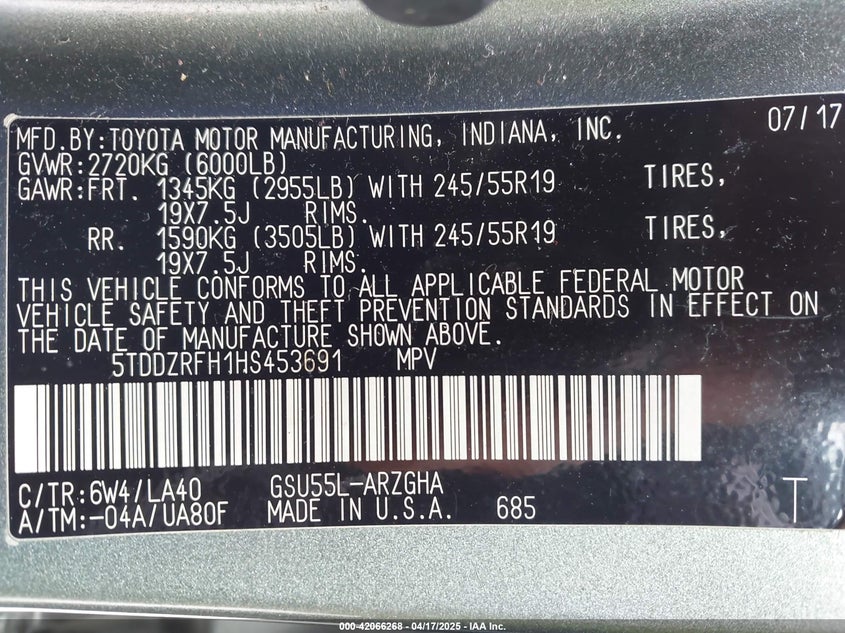 07/17
MFD.BY:TOYOTA MOTOR MANUFACTURING, INDIANA, INC.
GVWR:2720KG (6000LB)
GAWR:FRT. 1345KG (2955LB) WITH 245/55R19 TIRES,
19X7.5J RIMS.
RR. 1590KG (3505LB) WITH 245/55R19 TIRES,
19X7.5J RIMS.
THIS VEHICLE CONFORMS TO ALL APPLICABLE FEDERAL MOTOR
VEHICLE SAFETY AND THEFT PREVENTION STANDARDS IN EFFECT ON
THE DATE OF MANUFACTURE SHOWN ABOVE.
5TDDZRFH1HS453691 MPV
C/TR:6W4/LA40 GSU55L-ARZGHA
A/TM:-04A/UA80F MADE IN U.S.A. 685 T
000-42066268 - 04/17/2025 - IAA Inc.